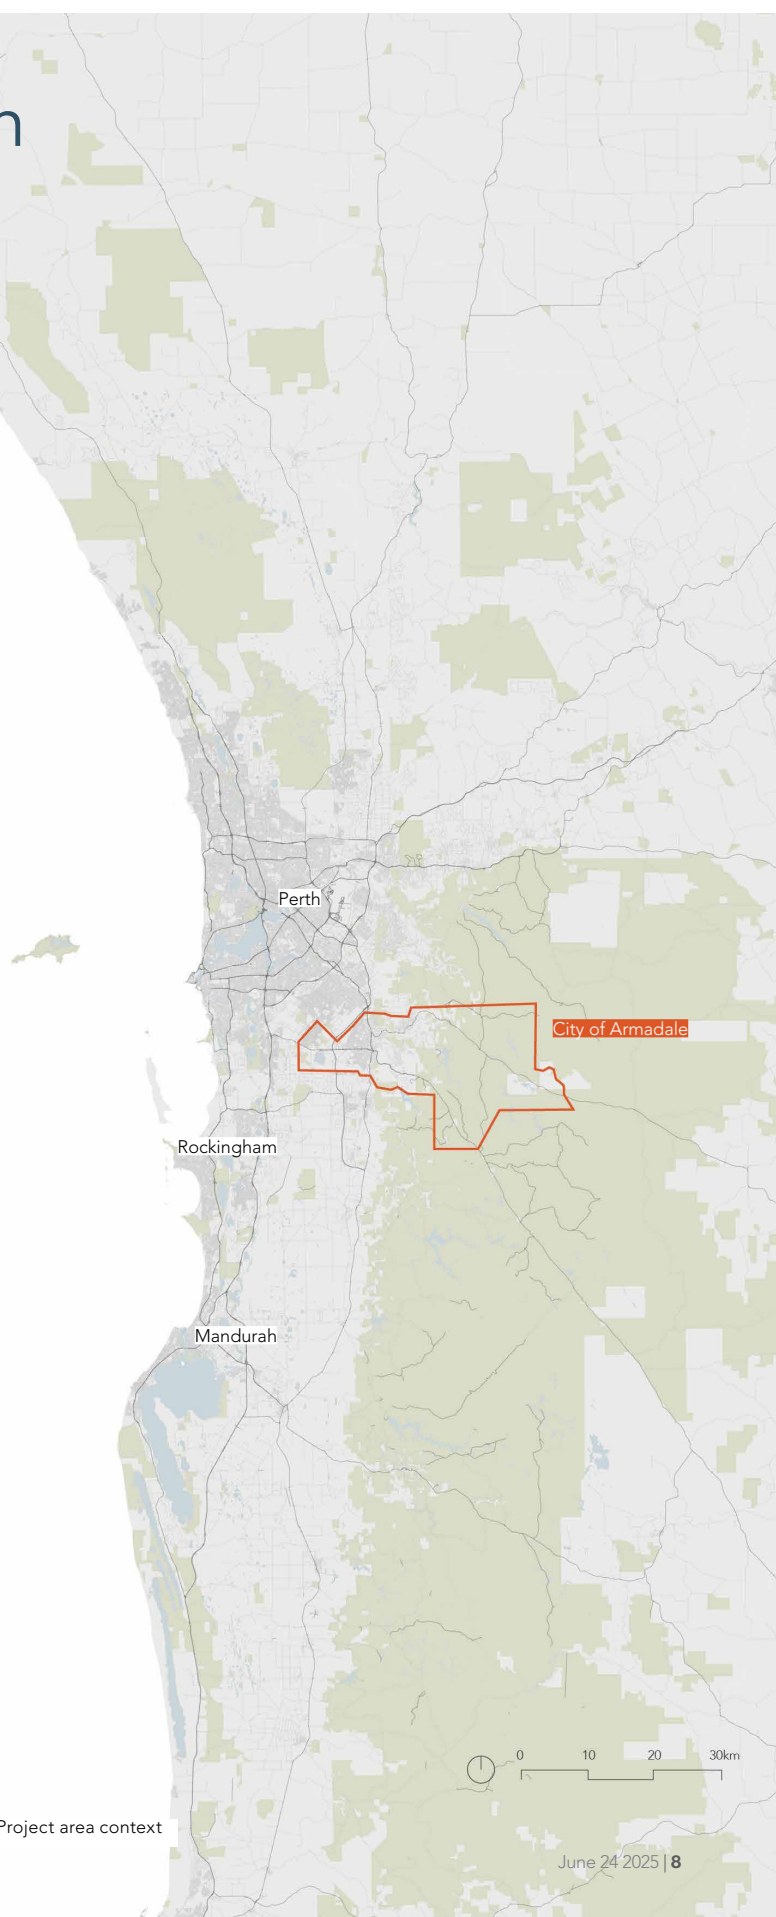 n
Perth
City of Armadale
Rockingham
Mandurah
0 10 20 30km
Project area context
June 24 2025 | 8